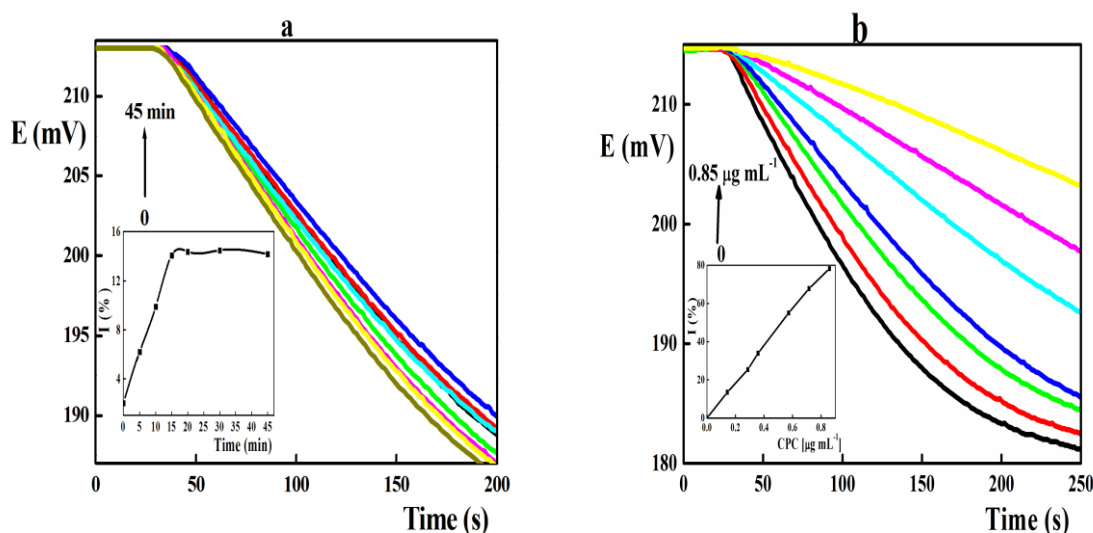 a
E (mV)
210
205
200
195
190
45 min
0
I (%)
16
12
8
4
0 5 10 15 20 25 30 35 40 45
Time (min)
0 50 100 150 200
Time (s)
b
E (mV)
210
200
190
180
0.85 µg mL-1
0
I (%)
80
60
40
20
0
0.0 0.2 0.4 0.6 0.8
CPC [µg mL-1]
0 50 100 150 200 250
Time (s)